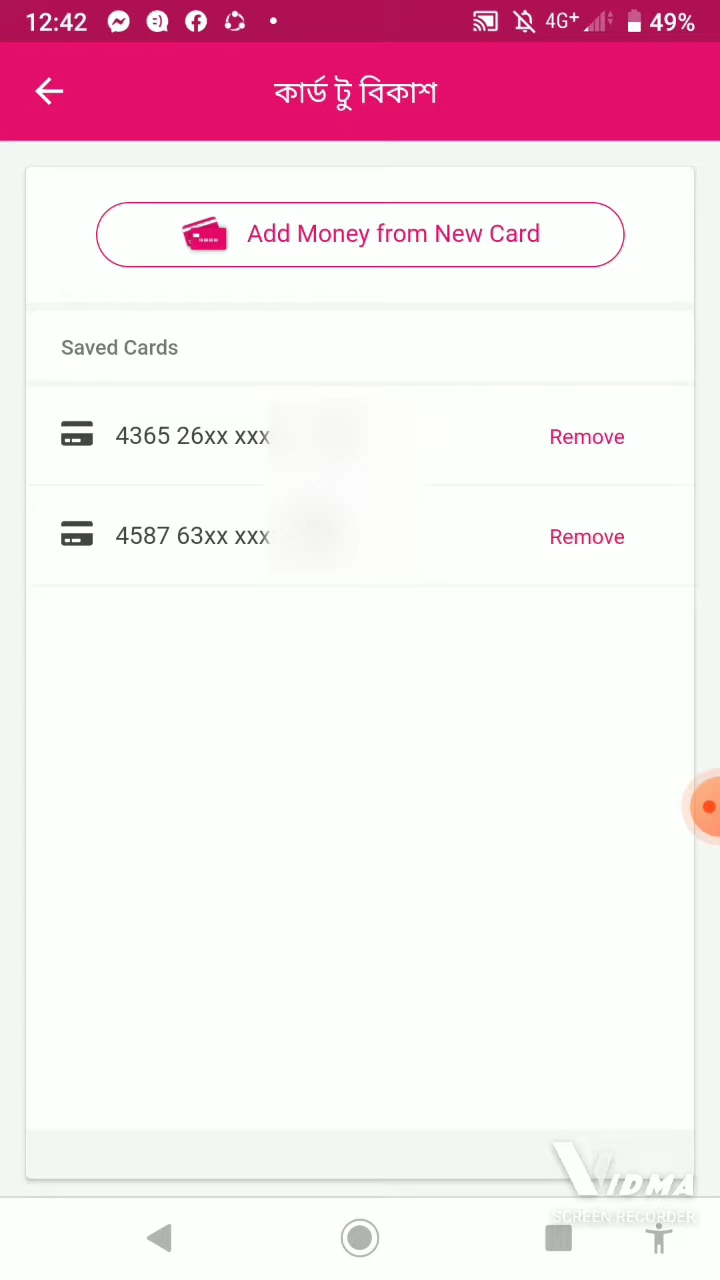 12:42 4G+ 49%
কার্ড টু বিকাশ
Add Money from New Card
Saved Cards
4365 26xx xxx
Remove
4587 63xx xxx
Remove
VIDMA
SCREEN RECORDER